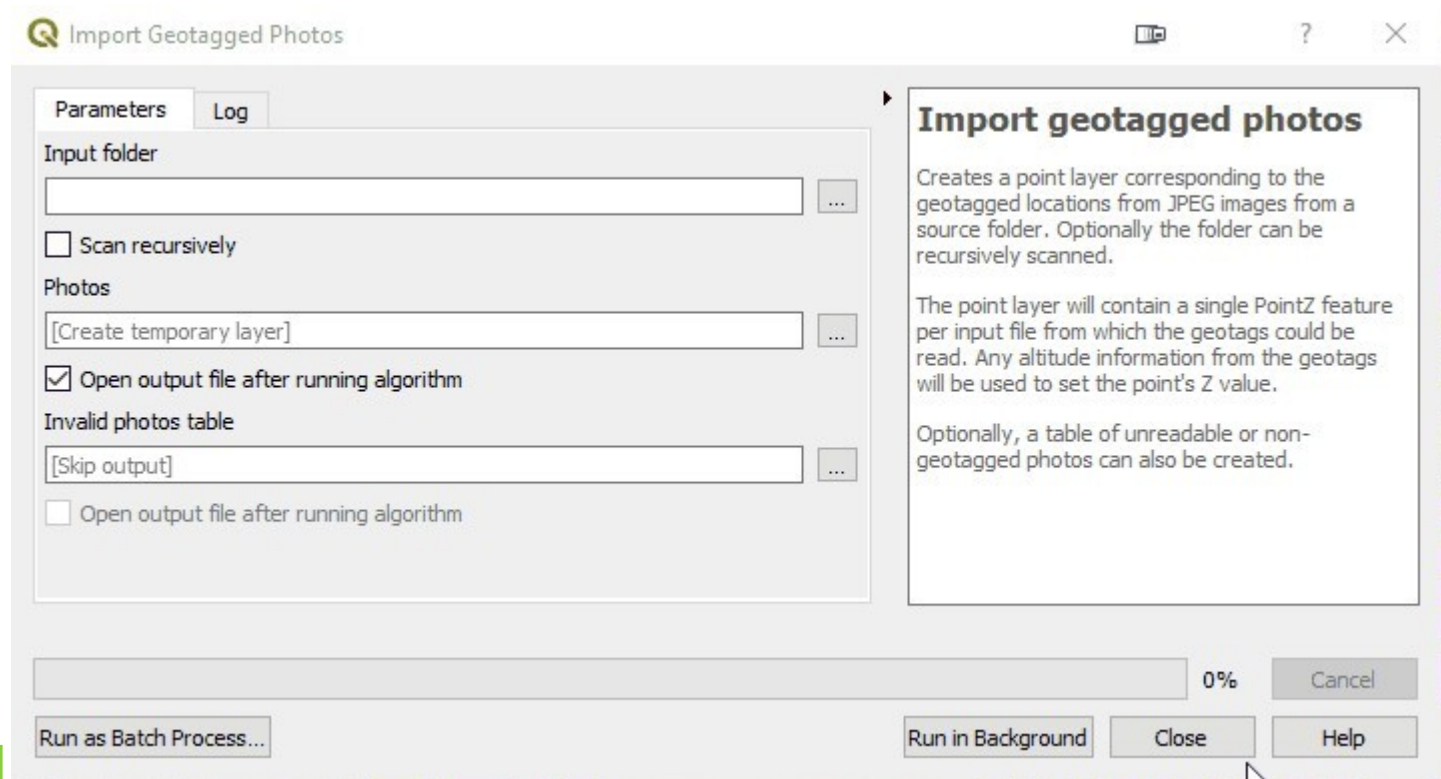 Import Geotagged Photos
?
Parameters
Log
Input folder
...
Scan recursively
Photos
[Create temporary layer]
...
Open output file after running algorithm
Invalid photos table
[Skip output]
...
Open output file after running algorithm
Import geotagged photos
Creates a point layer corresponding to the
geotagged locations from JPEG images from a
source folder. Optionally the folder can be
recursively scanned.
The point layer will contain a single PointZ feature
per input file from which the geotags could be
read. Any altitude information from the geotags
will be used to set the point's Z value.
Optionally, a table of unreadable or non-
geotagged photos can also be created.
0%
Cancel
Run as Batch Process...
Run in Background
Close
Help